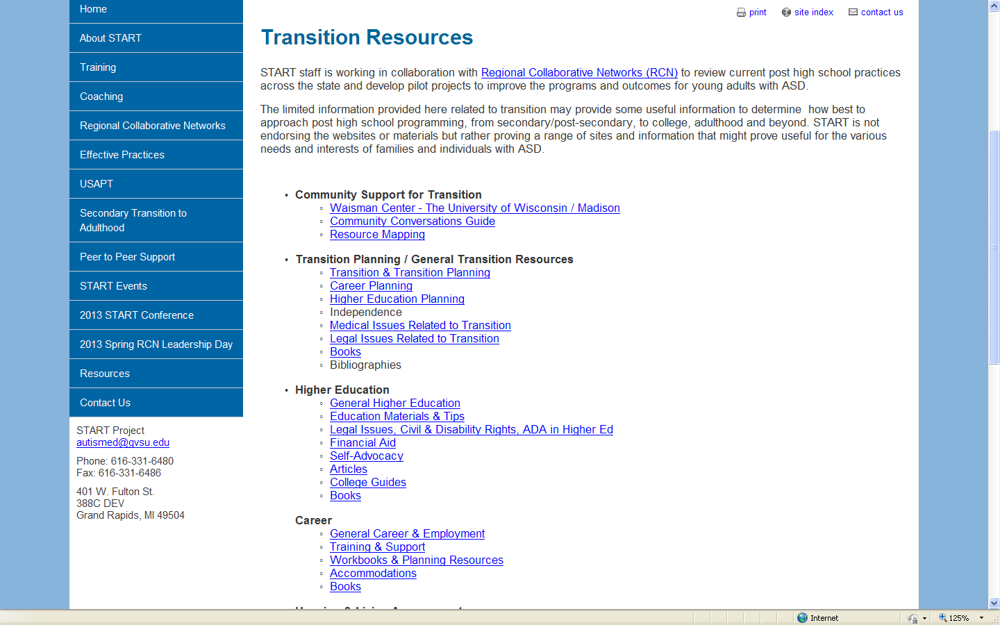 Home
About START
Training
Coaching
Regional Collaborative Networks
Effective Practices
USAPT
Secondary Transition to
Adulthood
Peer to Peer Support
START Events
2013 START Conference
2013 Spring RCN Leadership Day
Resources
Contact Us
START Project
autismed@gvsu.edu
Phone: 616-331-6480
Fax: 616-331-6486
401 W. Fulton St.
388C DEV
Grand Rapids, MI 49504
print
site index
contact us
Transition Resources
START staff is working in collaboration with Regional Collaborative Networks (RCN) to review current post high school practices
across the state and develop pilot projects to improve the programs and outcomes for young adults with ASD.
The limited information provided here related to transition may provide some useful information to determine  how best to
approach post high school programming, from secondary/post-secondary, to college, adulthood and beyond. START is not
endorsing the websites or materials but rather proving a range of sites and information that might prove useful for the various
needs and interests of families and individuals with ASD.
• Community Support for Transition
◦ Waisman Center - The University of Wisconsin / Madison
◦ Community Conversations Guide
◦ Resource Mapping
• Transition Planning / General Transition Resources
◦ Transition & Transition Planning
◦ Career Planning
◦ Higher Education Planning
◦ Independence
◦ Medical Issues Related to Transition
◦ Legal Issues Related to Transition
◦ Books
◦ Bibliographies
• Higher Education
◦ General Higher Education
◦ Education Materials & Tips
◦ Legal Issues, Civil & Disability Rights, ADA in Higher Ed
◦ Financial Aid
◦ Self-Advocacy
◦ Articles
◦ College Guides
◦ Books
Career
◦ General Career & Employment
◦ Training & Support
◦ Workbooks & Planning Resources
◦ Accommodations
◦ Books
Internet
125%